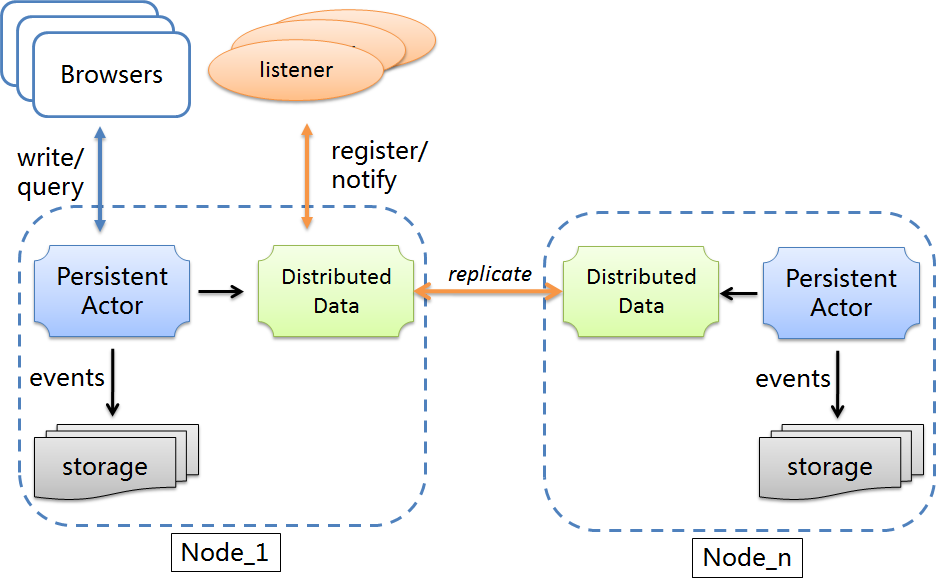 Browsers
listener
write/
query
register/
notify
Persistent
Actor
Distributed
Data
replicate
Distributed
Data
Persistent
Actor
events
events
storage
storage
Node_1
Node_n